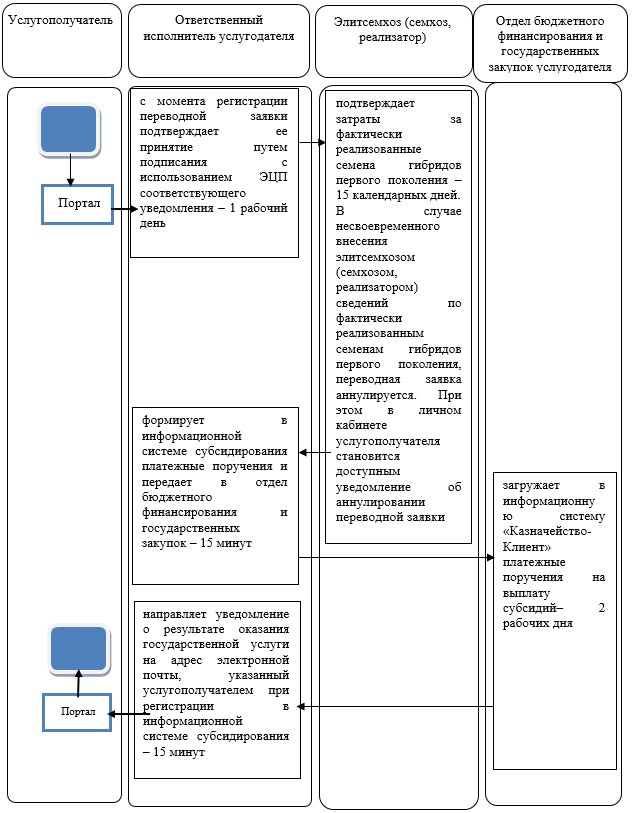 Услугополучатель
Ответственный
исполнитель услугодателя
Элитсемхоз (семхоз,
реализатор)
Отдел бюджетного
финансирования и
государственных
закупок услугодателя
Портал
с момента регистрации
переводной заявки
подтверждает ее
принятие путем
подписания с
использованием ЭЦП
соответствующего
уведомления – 1 рабочий
день
подтверждает
затраты за
фактически
реализованные
семена гибридов
первого поколения –
15 календарных дней.
В случае
несвоевременного
внесения
элитсемхозом
(семхозом,
реализатором)
сведений по
фактически
реализованным
семенам гибридов
первого поколения,
переводная заявка
аннулируется. При
этом в личном
кабинете
услугополучателя
становится
доступным
уведомление об
аннулировании
переводной заявки
формирует в
информационной
системе субсидирования
платежные поручения и
передает в отдел
бюджетного
финансирования и
государственных
закупок – 15 минут
загружает в
информационну
ю систему
«Казначейство-
Клиент»
платежные
поручения на
выплату
субсидий– 2
рабочих дня
направляет уведомление
о результате оказания
государственной услуги
на адрес электронной
почты, указанный
услугополучателем при
регистрации в
информационной
системе субсидирования
– 15 минут
Портал